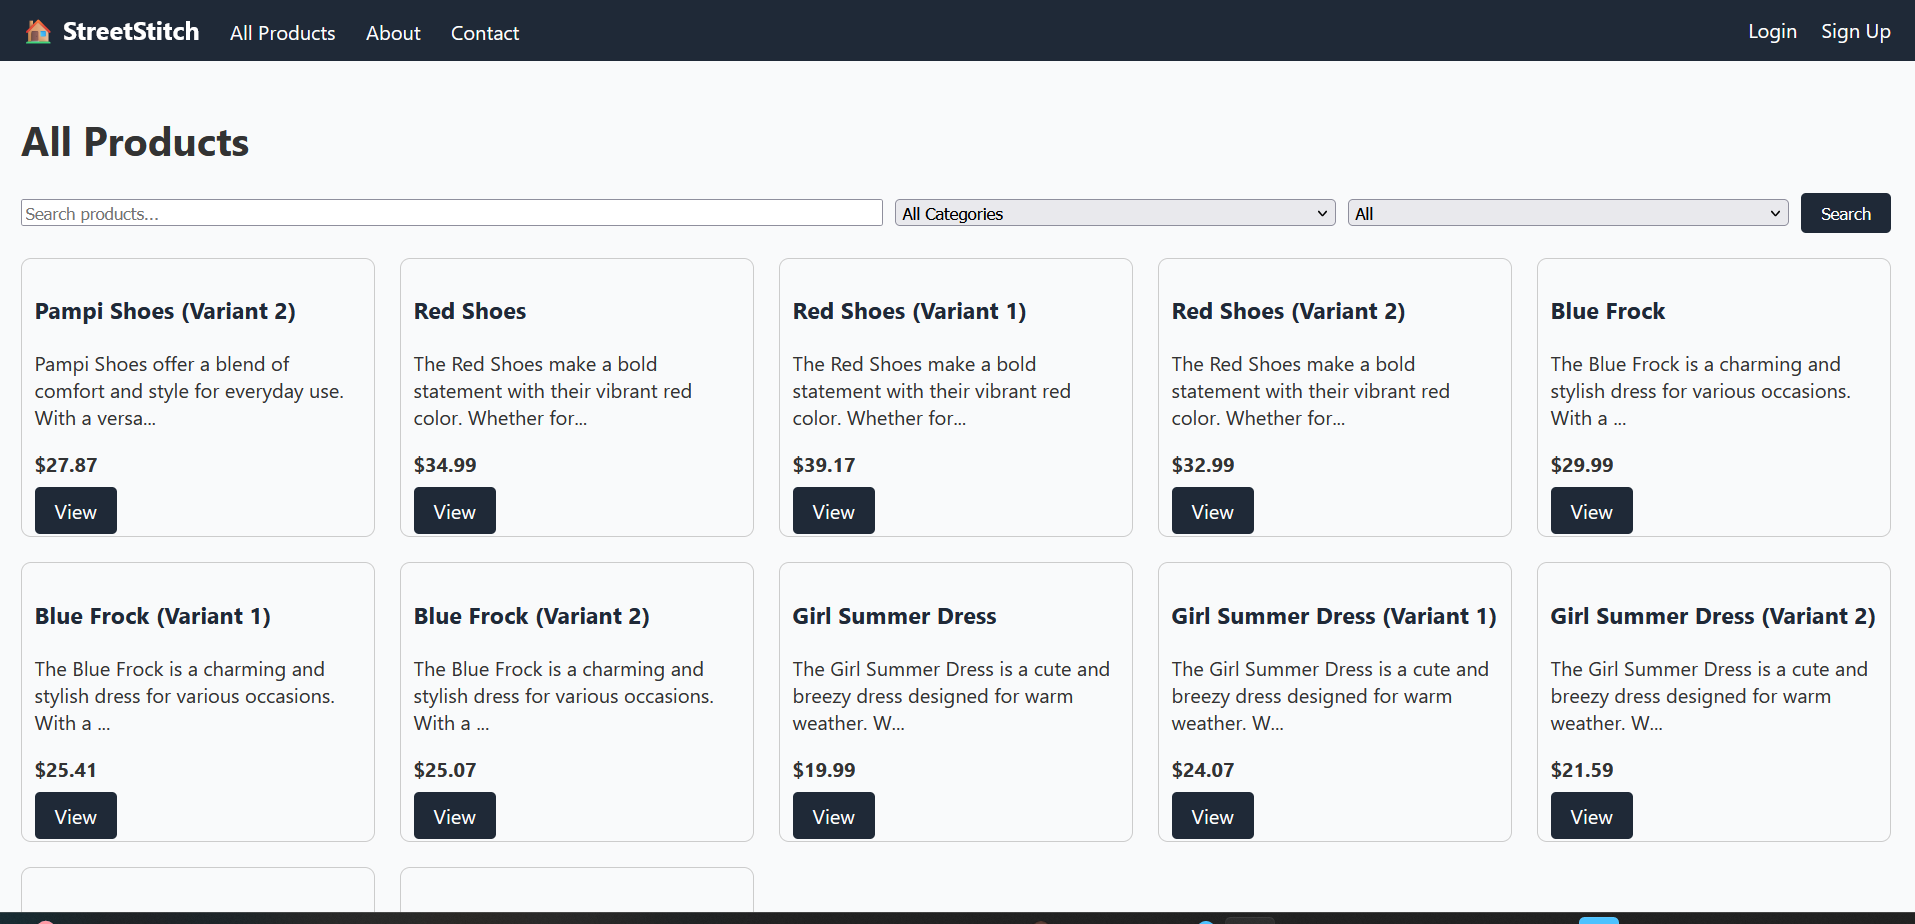 StreetStitch All Products About Contact Login Sign Up
All Products
Search products... All Categories All Search
Pampi Shoes (Variant 2)
Pampi Shoes offer a blend of
comfort and style for everyday use.
With a versa...
$27.87
View
Red Shoes
The Red Shoes make a bold
statement with their vibrant red
color. Whether for...
$34.99
View
Red Shoes (Variant 1)
The Red Shoes make a bold
statement with their vibrant red
color. Whether for...
$39.17
View
Red Shoes (Variant 2)
The Red Shoes make a bold
statement with their vibrant red
color. Whether for...
$32.99
View
Blue Frock
The Blue Frock is a charming and
stylish dress for various occasions.
With a ...
$29.99
View
Blue Frock (Variant 1)
The Blue Frock is a charming and
stylish dress for various occasions.
With a ...
$25.41
View
Blue Frock (Variant 2)
The Blue Frock is a charming and
stylish dress for various occasions.
With a ...
$25.07
View
Girl Summer Dress
The Girl Summer Dress is a cute and
breezy dress designed for warm
weather. W...
$19.99
View
Girl Summer Dress (Variant 1)
The Girl Summer Dress is a cute and
breezy dress designed for warm
weather. W...
$24.07
View
Girl Summer Dress (Variant 2)
The Girl Summer Dress is a cute and
breezy dress designed for warm
weather. W...
$21.59
View